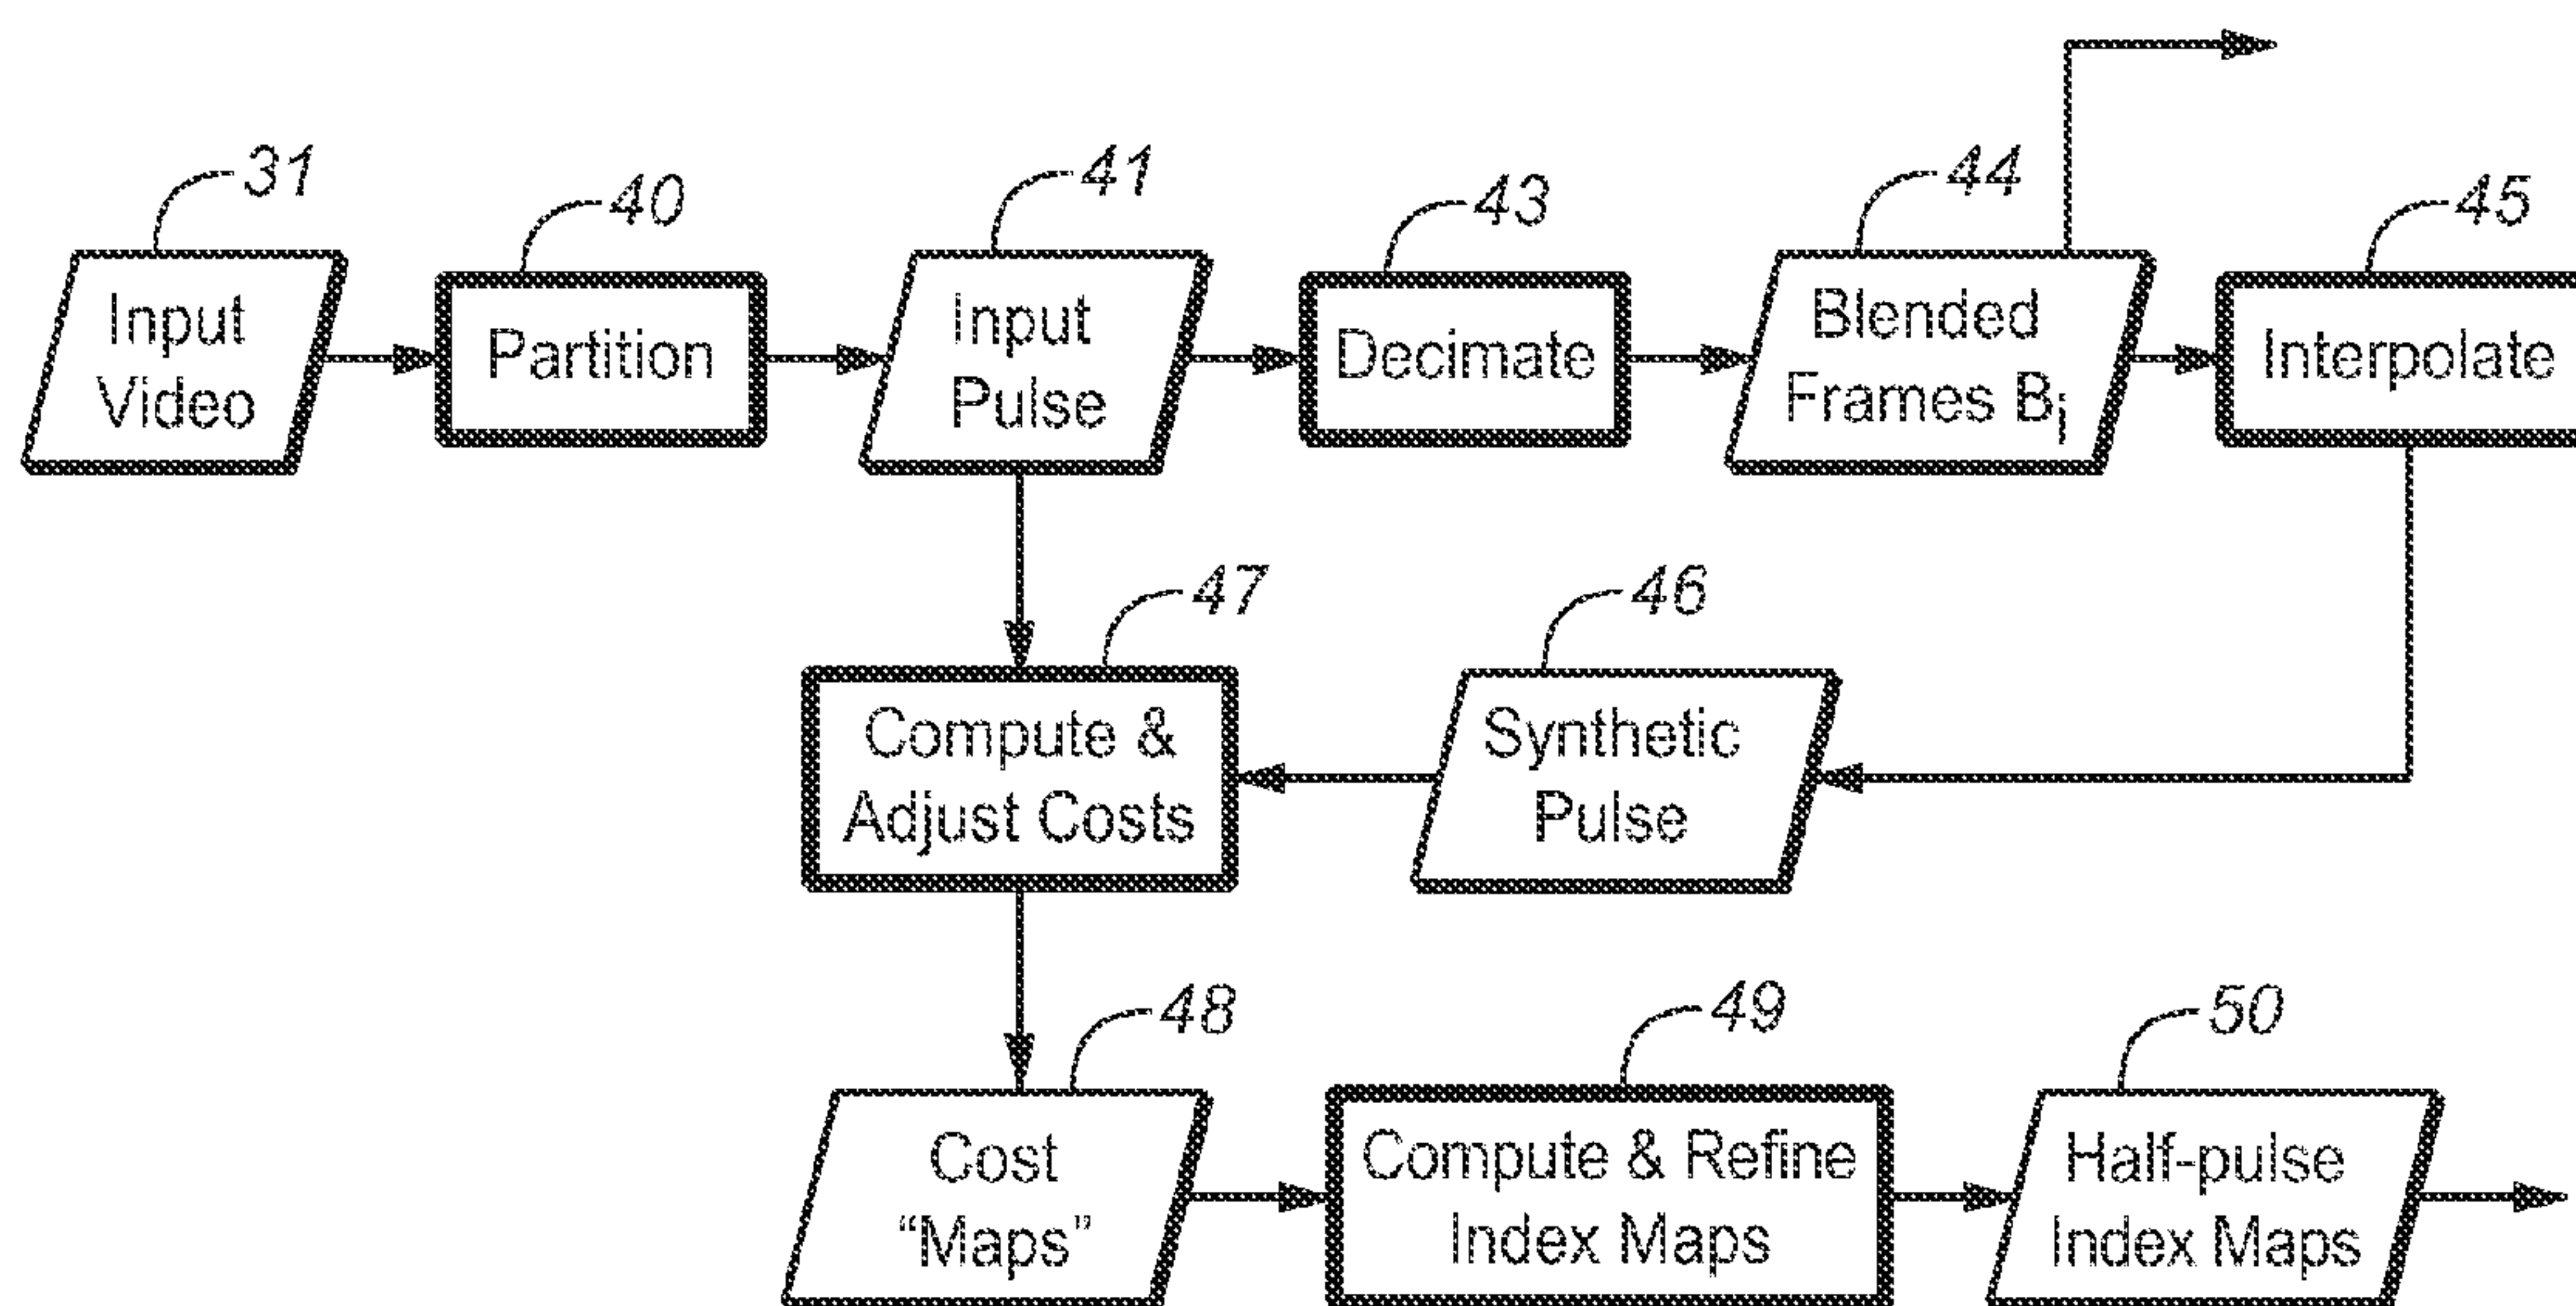 31
Input
Video
40
Partition
41
Input
Pulse
43
Decimate
44
Blended
Frames Bi
45
Interpolate
47
Compute &
Adjust Costs
46
Synthetic
Pulse
48
Cost
“Maps”
49
Compute & Refine
Index Maps
50
Half-pulse
Index Maps